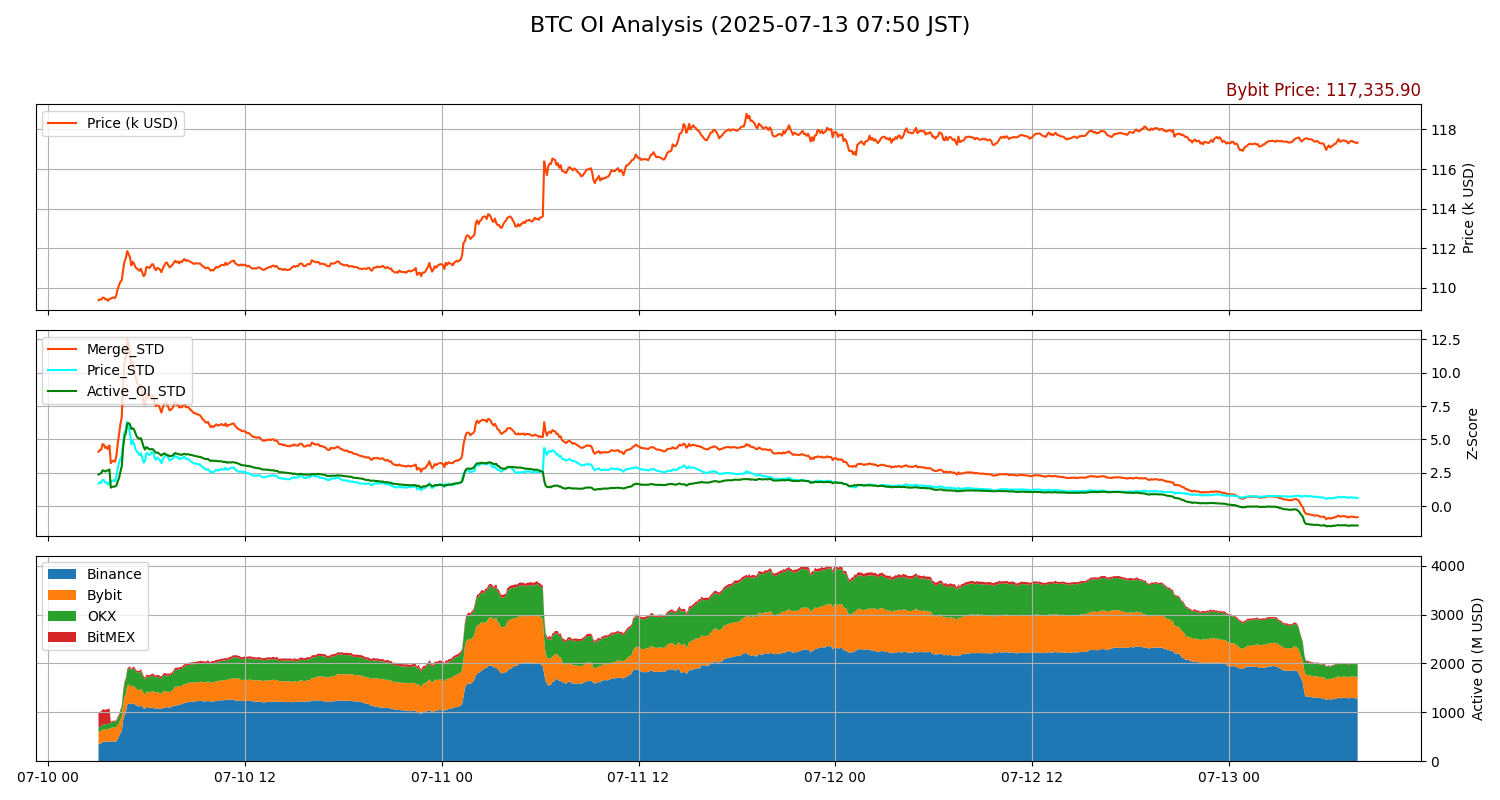 BTC OI Analysis (2025-07-13 07:50 JST)
Bybit Price: 117,335.90
Price (k USD)
118
116
114
112
110
Price (k USD)
Merge_STD
Price_STD
Active_OI_STD
12.5
10.0
7.5
5.0
2.5
0.0
Z-Score
Binance
Bybit
OKX
BitMEX
4000
3000
2000
1000
0
Active OI (M USD)
07-10 00
07-10 12
07-11 00
07-11 12
07-12 00
07-12 12
07-13 00